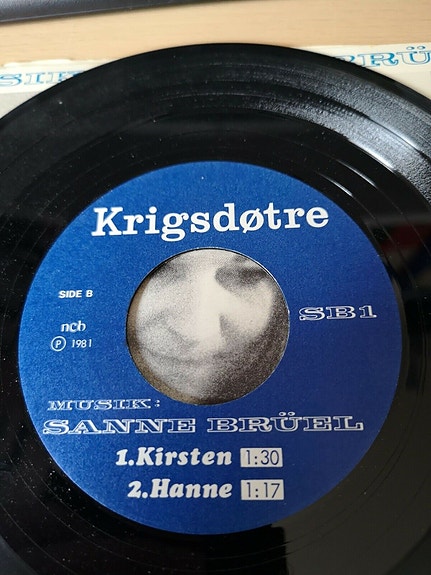 Krigsdøtre
SIDE B
SB1
ncb
℗ 1981
MUSIK:
SANNE BRÜEL
1.Kirsten 1:30
2.Hanne 1:17